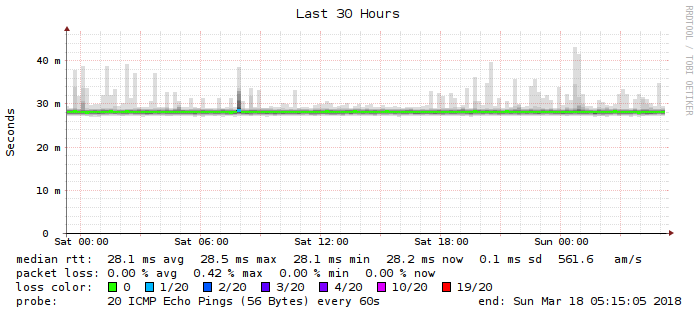 Last 30 Hours
RRDTOOL / TOBI OETIKER
Seconds
40 m
30 m
20 m
10 m
0
Sat 00:00 Sat 06:00 Sat 12:00 Sat 18:00 Sun 00:00
median rtt: 28.1 ms avg 28.5 ms max 28.1 ms min 28.2 ms now 0.1 ms sd 561.6 am/s
packet loss: 0.00 % avg 0.42 % max 0.00 % min 0.00 % now
loss color: 0 1/20 2/20 3/20 4/20 10/20 19/20
probe: 20 ICMP Echo Pings (56 Bytes) every 60s end: Sun Mar 18 05:15:05 2018